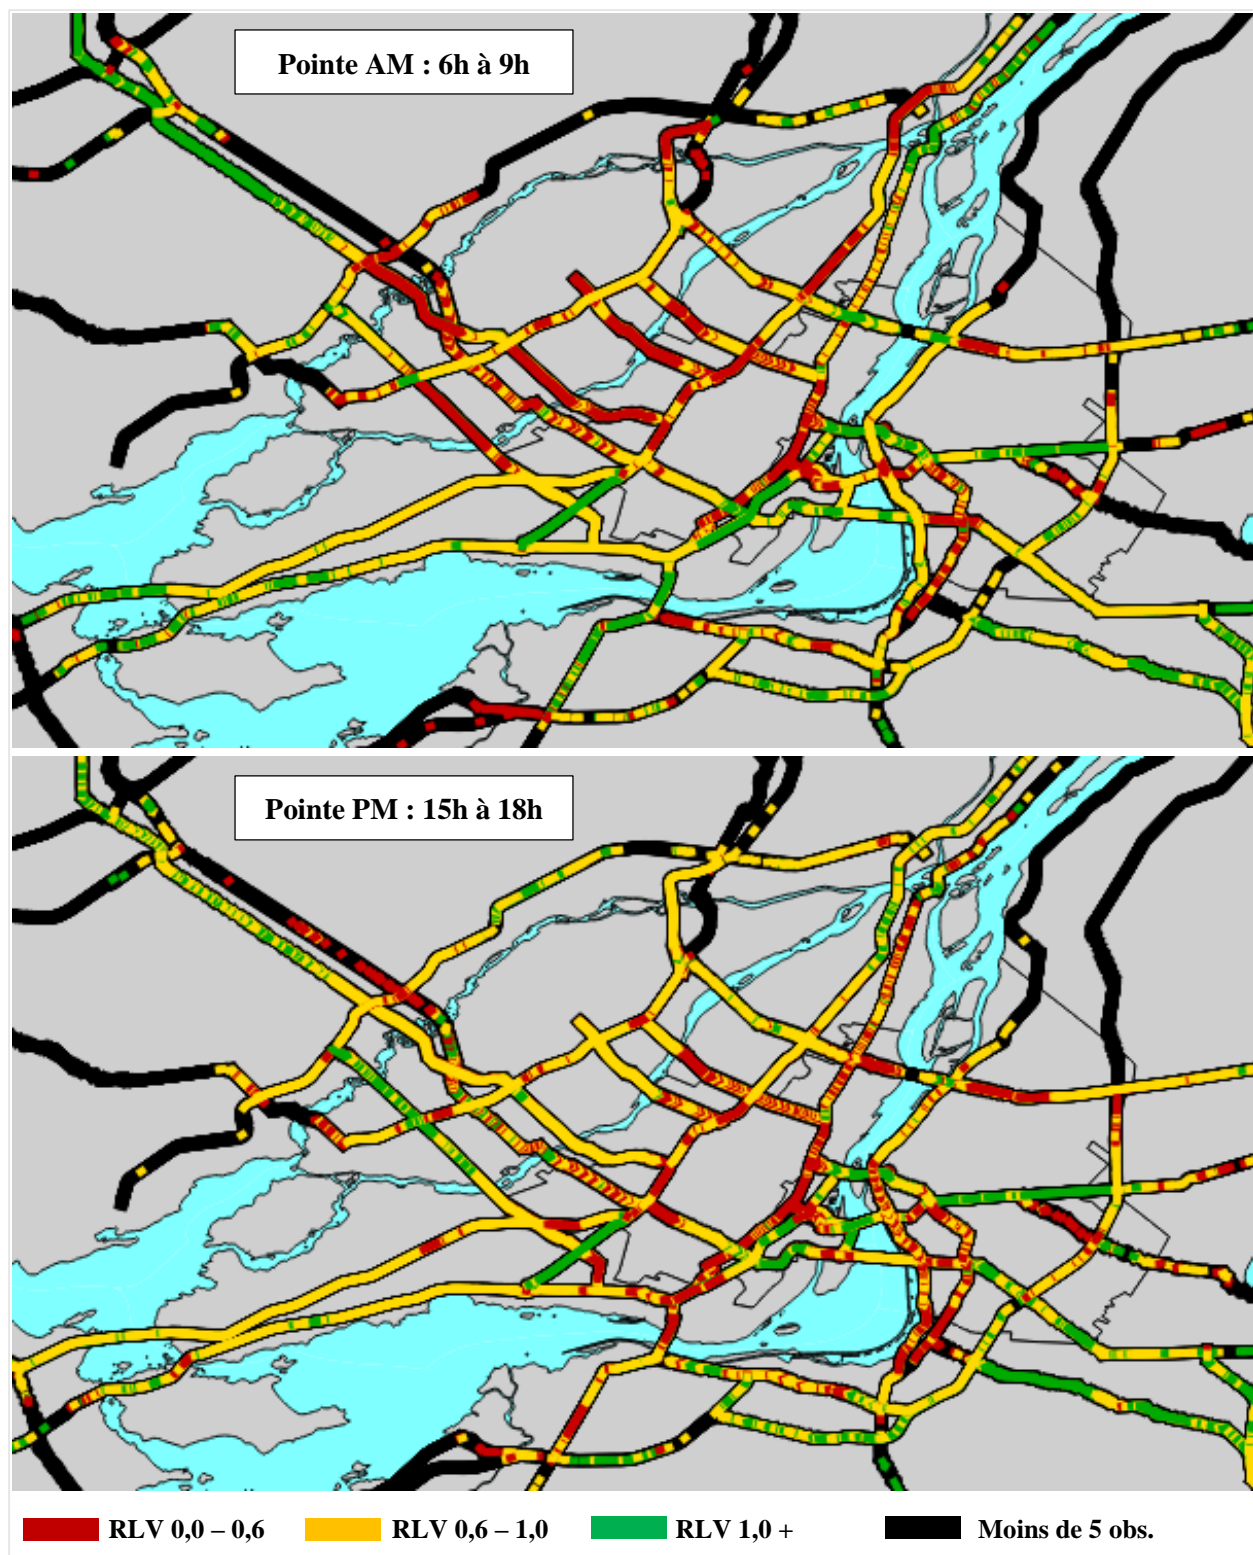 Pointe AM : 6h à 9h
Pointe PM : 15h à 18h
RLV 0,0 – 0,6 RLV 0,6 – 1,0 RLV 1,0 + Moins de 5 obs.